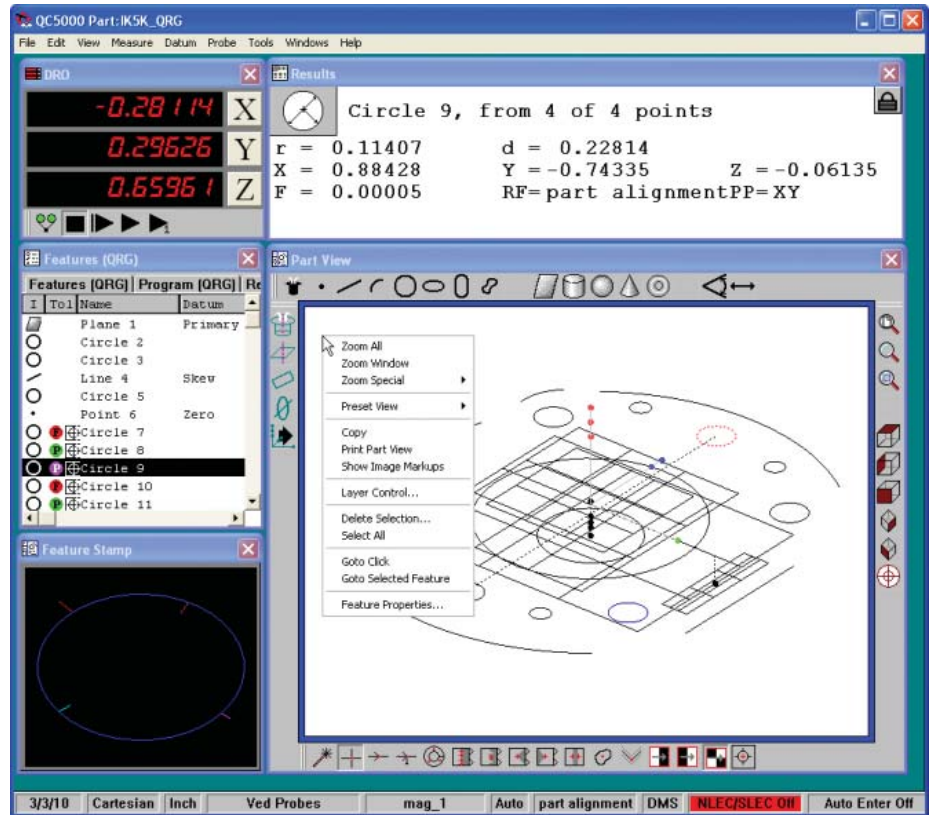 QC5000 Part:IK5K_QRG
File Edit View Measure Datum Probe Tools Windows Help
DRO
-0.28114 X
0.29626 Y
0.65961 Z
Results
Circle 9, from 4 of 4 points
r = 0.11407 d = 0.22814
X = 0.88428 Y =-0.74335 Z =-0.06135
F = 0.00005 RF=part alignmentPP=XY
Features (QRG)
Features (QRG) Program (QRG) Re
I Tol Name Datum
Plane 1 Primary
Circle 2
Circle 3
Line 4 Skew
Circle 5
Point 6 Zero
F Circle 7
P Circle 8
P Circle 9
F Circle 10
P Circle 11
Feature Stamp
Part View
Zoom All
Zoom Window
Zoom Special
Preset View
Copy
Print Part View
Show Image Markups
Layer Control...
Delete Selection...
Select All
Goto Click
Goto Selected Feature
Feature Properties...
3/3/10 Cartesian Inch Ved Probes mag_1 Auto part alignment DMS NLEC/SLEC Off Auto Enter Off